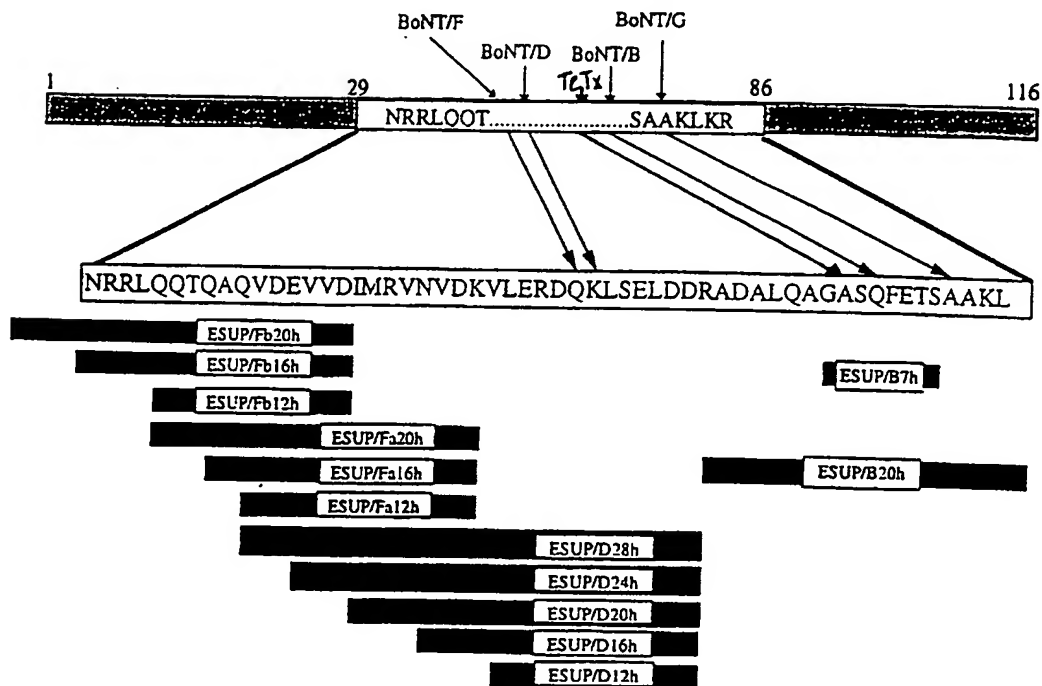 BoNT/F
BoNT/G
BoNT/D
BoNT/B
TeTx
1
29
86
116
NRRLQQT......................SAAKLKR
NRRLQQTQAQVDEVVDIMRVNVDKVLERDQKLSELDDRADALQAGASQFETSAAKL
ESUP/Fb20h
ESUP/Fb16h
ESUP/B7h
ESUP/Fb12h
ESUP/Fa20h
ESUP/Fa16h
ESUP/B20h
ESUP/Fa12h
ESUP/D28h
ESUP/D24h
ESUP/D20h
ESUP/D16h
ESUP/D12h